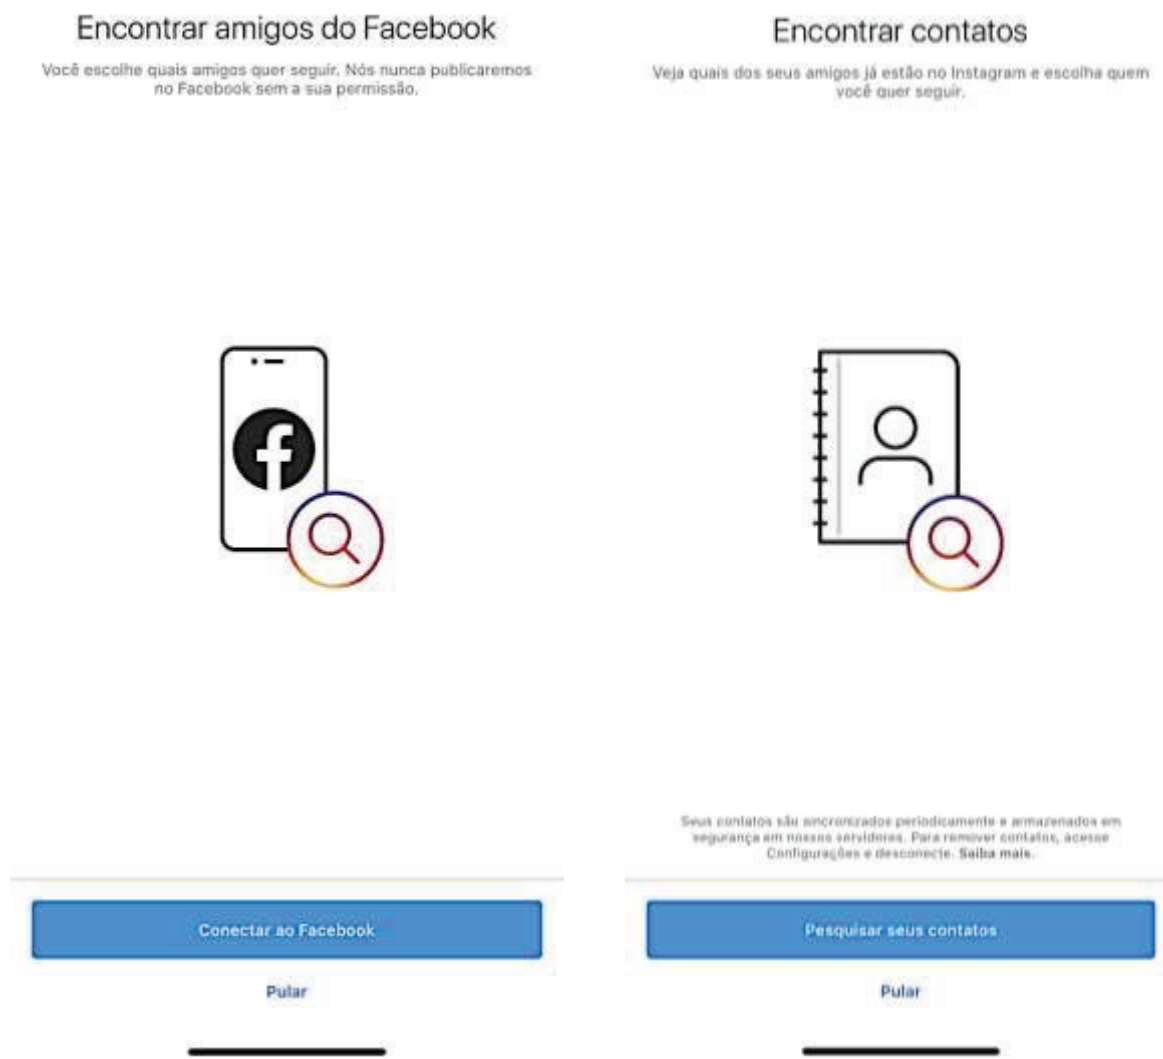 Encontrar amigos do Facebook
Você escolhe quais amigos quer seguir. Nós nunca publicaremos
no Facebook sem a sua permissão.
Conectar ao Facebook
Pular
Encontrar contatos
Veja quais dos seus amigos já estão no Instagram e escolha quem
você quer seguir.
Seus contatos são sincronizados periodicamente e armazenados em
segurança em nossos servidores. Para remover contatos, acesse
Configurações e desconecte. Saiba mais.
Pesquisar seus contatos
Pular